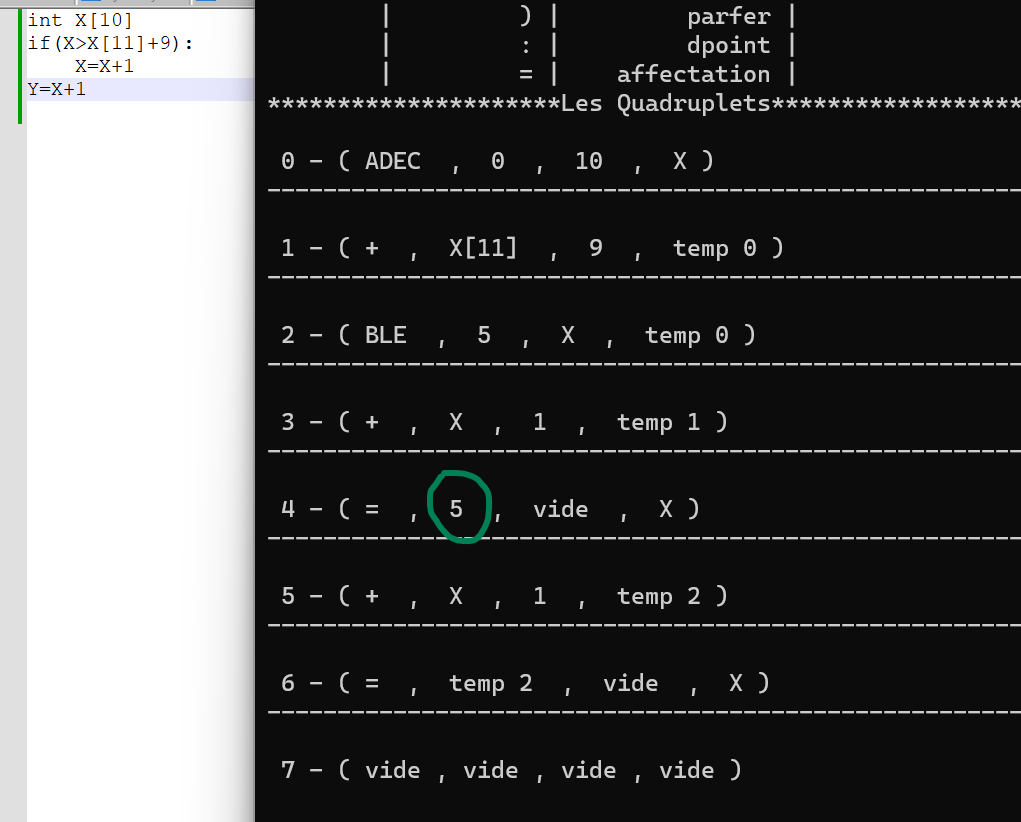 int X[10]
if(X>X[11]+9):
X=X+1
Y=X+1
| ) | parfer |
| : | dpoint |
| = | affectation |
*********************Les Quadruplets******************
0 - ( ADEC , 0 , 10 , X )
------------------------------------------------------
1 - ( + , X[11] , 9 , temp 0 )
------------------------------------------------------
2 - ( BLE , 5 , X , temp 0 )
------------------------------------------------------
3 - ( + , X , 1 , temp 1 )
------------------------------------------------------
4 - ( = , 5 , vide , X )
------------------------------------------------------
5 - ( + , X , 1 , temp 2 )
------------------------------------------------------
6 - ( = , temp 2 , vide , X )
------------------------------------------------------
7 - ( vide , vide , vide , vide )